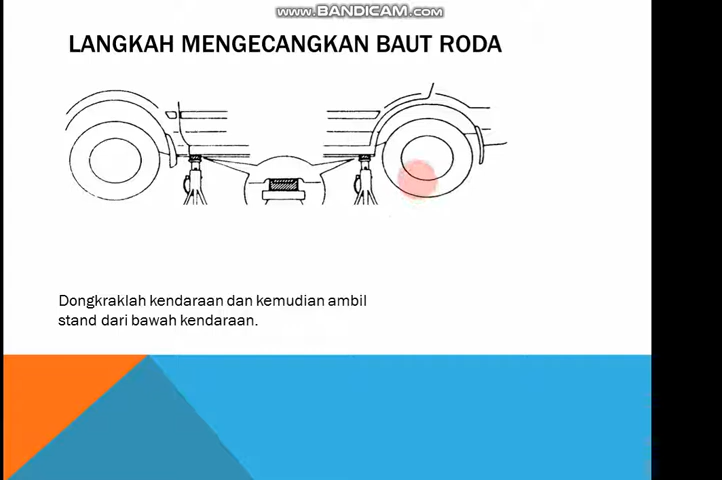 www.BANDICAM.com
LANGKAH MENGECANGKAN BAUT RODA
Dongkraklah kendaraan dan kemudian ambil
stand dari bawah kendaraan.